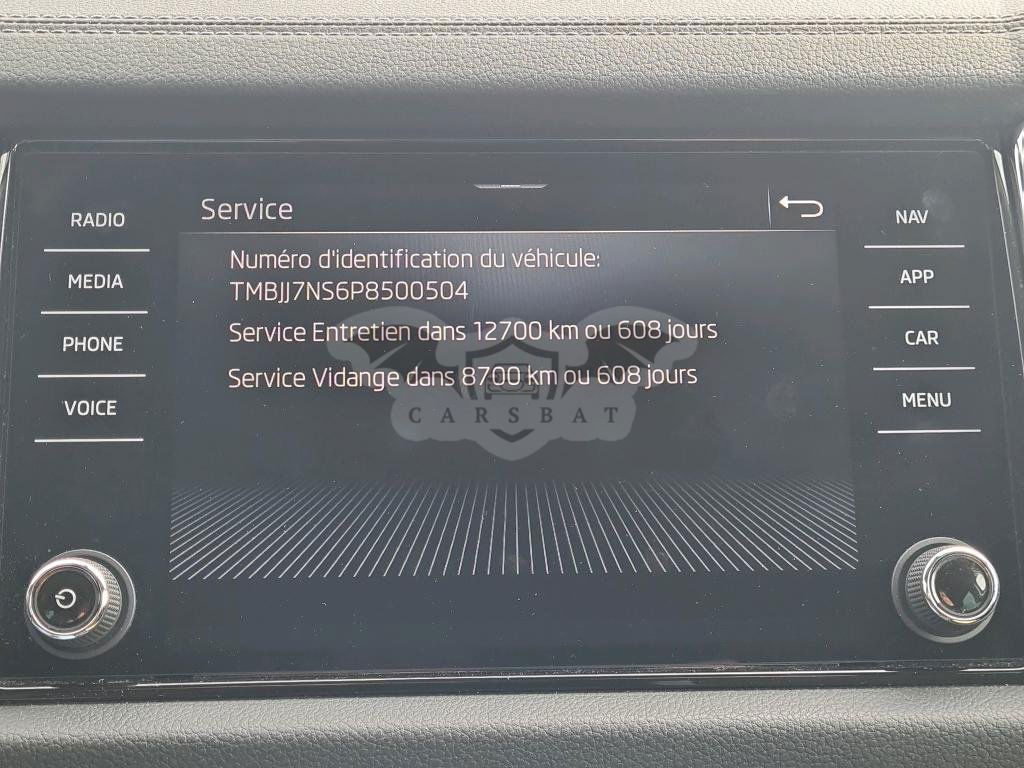 Service
RADIO
MEDIA
PHONE
VOICE
Numéro d'identification du véhicule:
TMBJJ7NS6P8500504
Service Entretien dans 12700 km ou 608 jours
Service Vidange dans 8700 km ou 608 jours
CARSBAT
NAV
APP
CAR
MENU